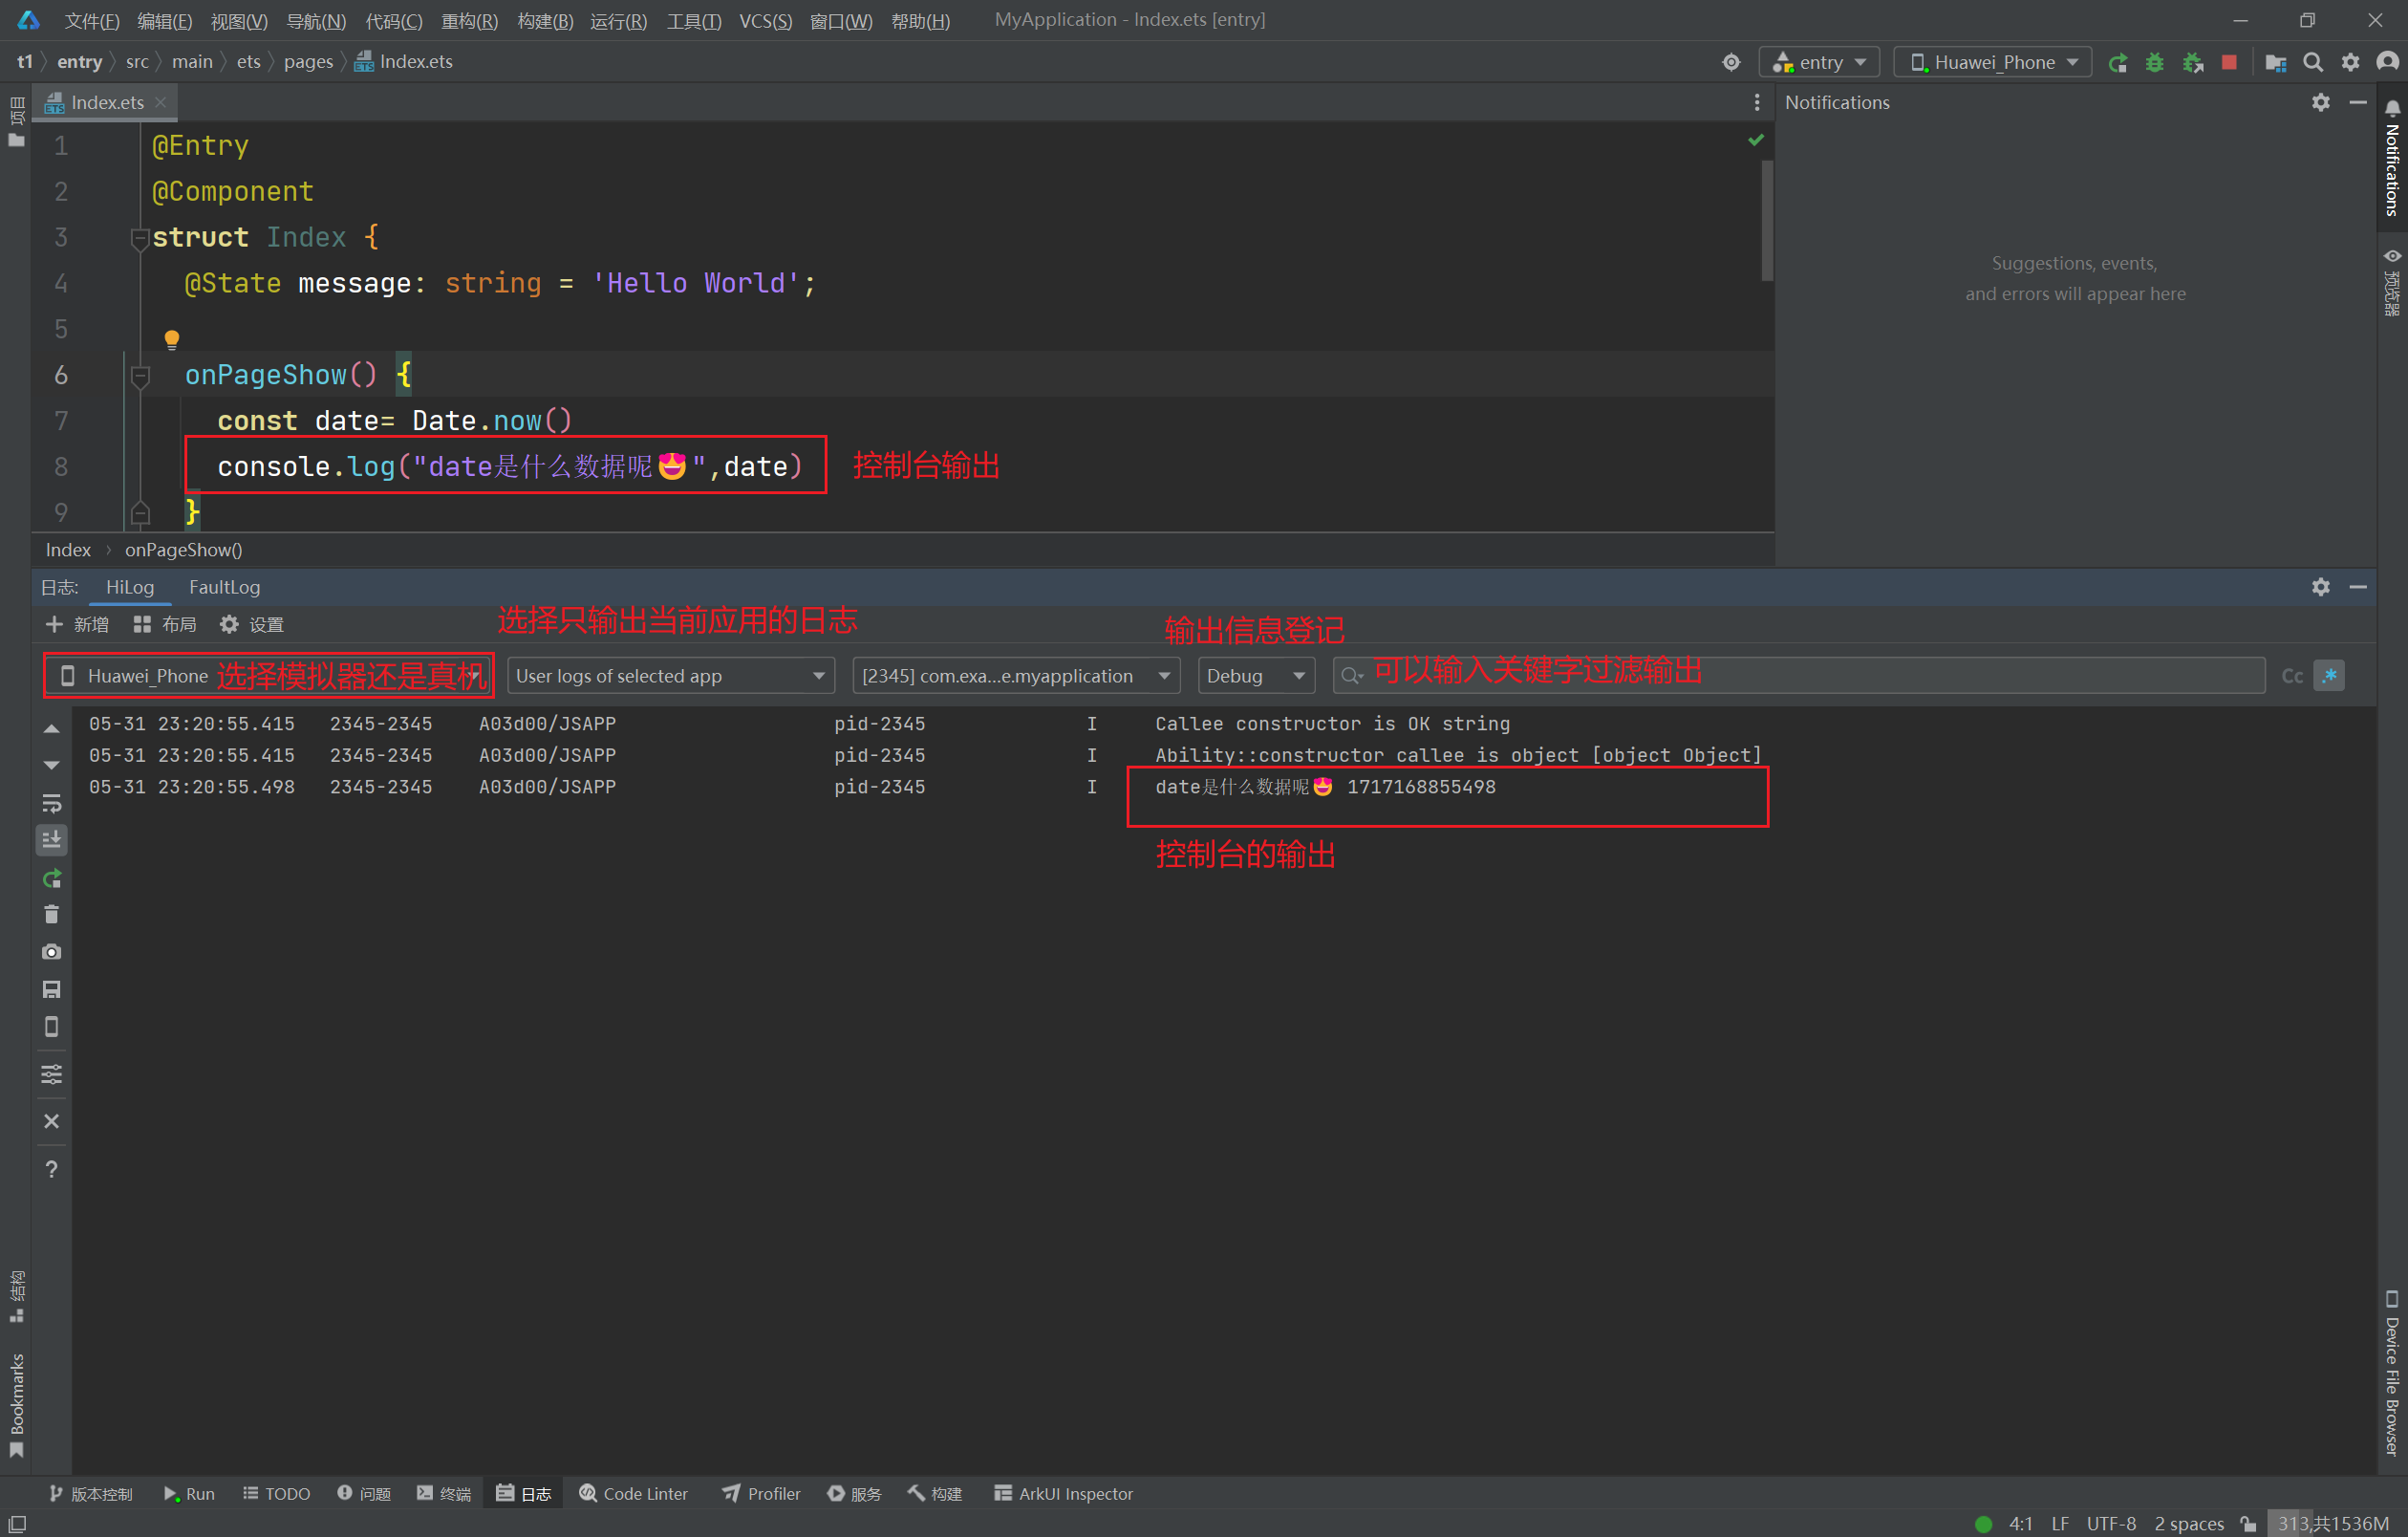 文件(F) 编辑(E) 视图(V) 导航(N) 代码(C) 重构(R) 构建(B) 运行(R) 工具(T) VCS(S) 窗口(W) 帮助(H) MyApplication - Index.ets [entry]
t1 entry src main ets pages Index.ets entry Huawei_Phone
项目
Index.ets
Notifications
Notifications
预览器
1 @Entry
2 @Component
3 struct Index {
4 @State message: string = 'Hello World';
5
6 onPageShow() {
7 const date= Date.now()
8 console.log("date是什么数据呢😍",date) 控制台输出
9 }
Suggestions, events,
and errors will appear here
Index › onPageShow()
日志: HiLog FaultLog
新增 布局 设置 选择只输出当前应用的日志 输出信息登记
Huawei_Phone 选择模拟器还是真机 User logs of selected app [2345] com.exa...e.myapplication Debug 可以输入关键字过滤输出 Cc .*
05-31 23:20:55.415 2345-2345 A03d00/JSAPP pid-2345 I Callee constructor is OK string
05-31 23:20:55.415 2345-2345 A03d00/JSAPP pid-2345 I Ability::constructor callee is object [object Object]
05-31 23:20:55.498 2345-2345 A03d00/JSAPP pid-2345 I date是什么数据呢😍 1717168855498
控制台的输出
结构
Bookmarks
Device File Browser
版本控制 Run TODO 问题 终端 日志 Code Linter Profiler 服务 构建 ArkUI Inspector
4:1 LF UTF-8 2 spaces 313,共1536M